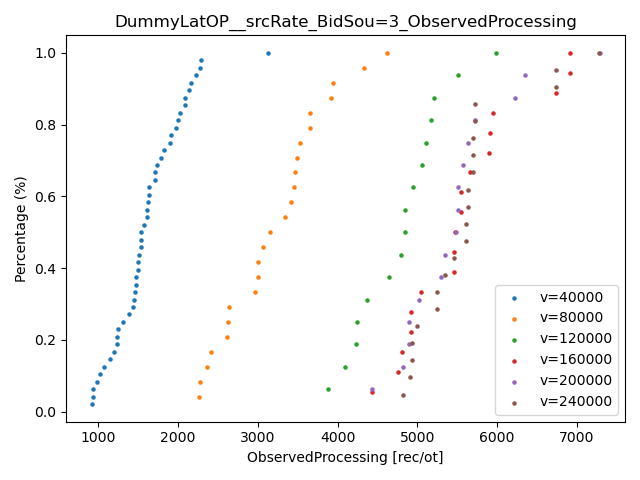 DummyLatOP__srcRate_BidSou=3_ObservedProcessing
Percentage (%)
1.0
0.8
0.6
0.4
0.2
0.0
v=40000
v=80000
v=120000
v=160000
v=200000
v=240000
1000 2000 3000 4000 5000 6000 7000
ObservedProcessing [rec/ot]